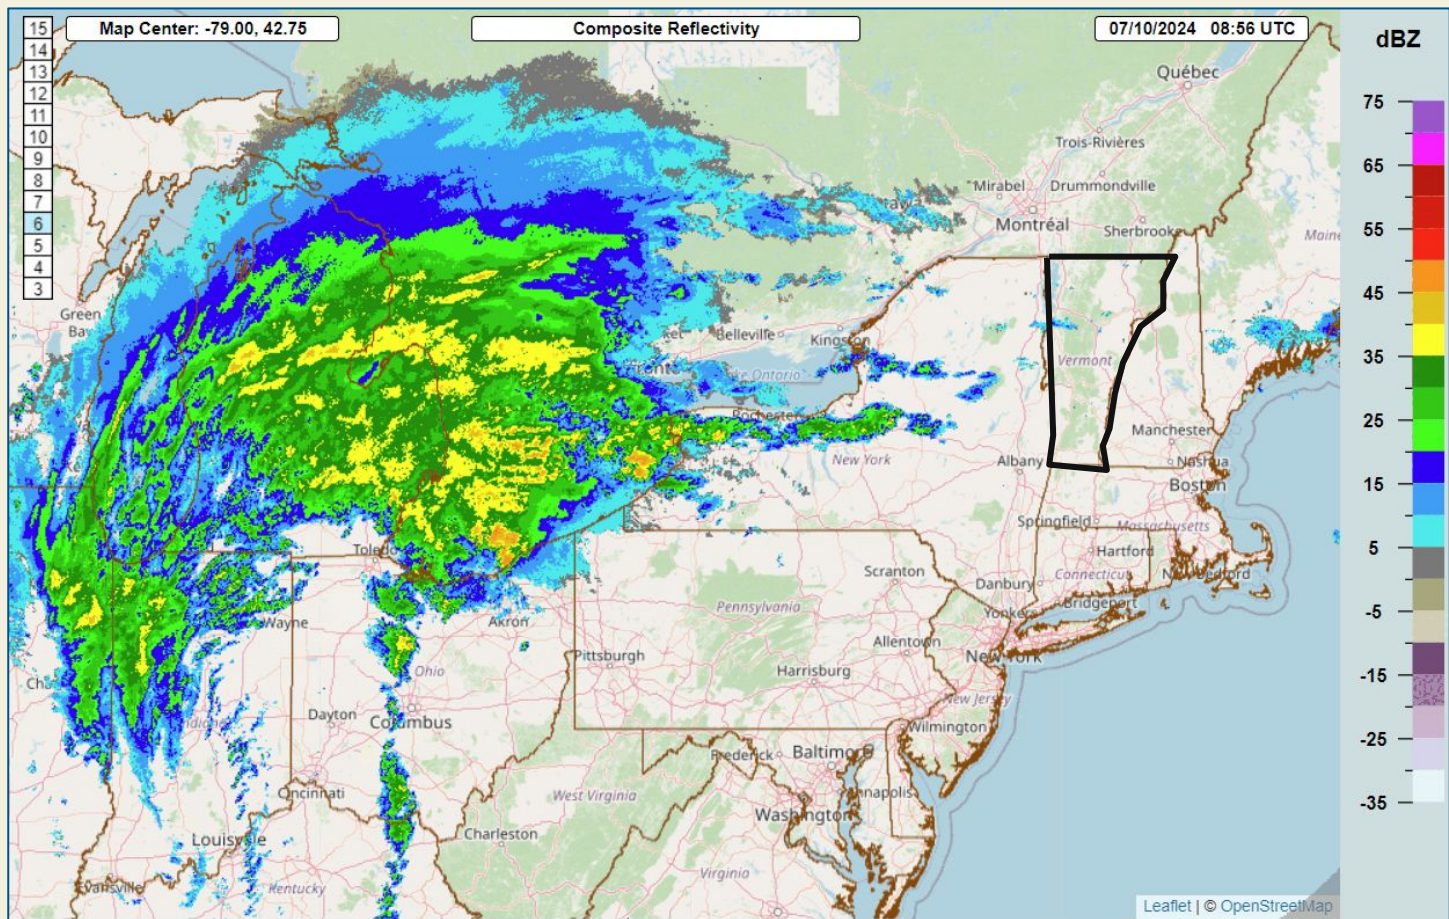 Map Center: -79.00, 42.75
Composite Reflectivity
07/10/2024 08:56 UTC
dBZ
15
14
13
12
11
10
9
8
7
6
5
4
3
75
65
55
45
35
25
15
5
-5
-15
-25
-35
Québec
Trois-Rivières
Mirabel
Drummondville
Montréal
Sherbrooke
Maine
Green
Bay
Belleville
Kingston
Lake Ontario
Rochester
Vermont
Manchester
New York
Albany
Nashua
Boston
Springfield
Massachusetts
Toledo
Hartford
Scranton
Danbury
Connecticut
New Bedford
Yonkers
Bridgeport
Wayne
Akron
Pennsylvania
Allentown
New York
Pittsburgh
Harrisburg
Ohio
New Jersey
Dayton
Columbus
Indiana
Wilmington
Frederick
Baltimore
Cincinnati
West Virginia
Annapolis
Washington
Charleston
Louisville
Virginia
Evansville
Kentucky
Leaflet | © OpenStreetMap